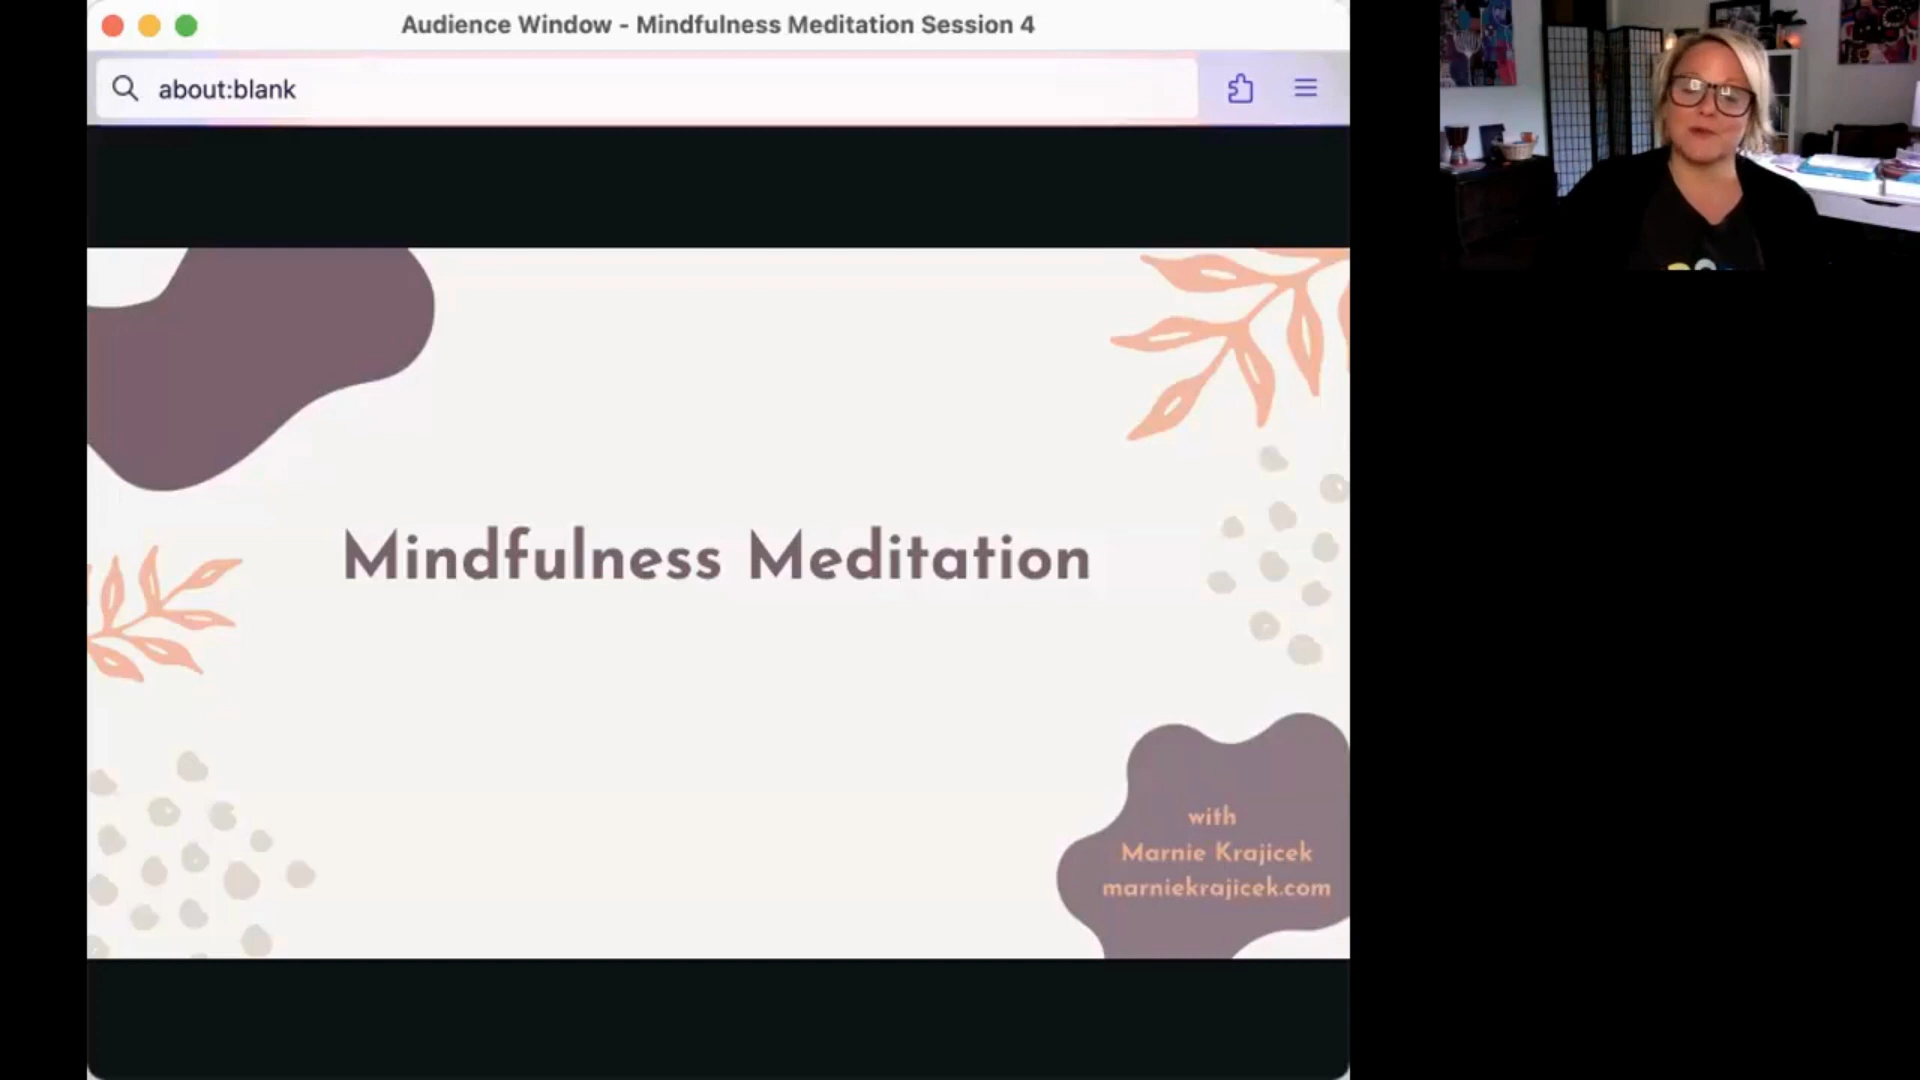 Audience Window - Mindfulness Meditation Session 4
about:blank
Mindfulness Meditation
with
Marnie Krajicek
marniekrajicek.com